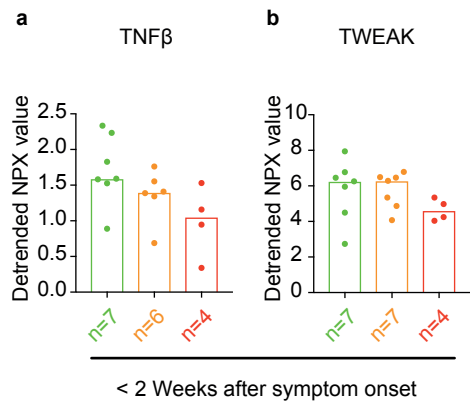 a
TNFβ
Detrended NPX value
2.5
2.0
1.5
1.0
0.5
0.0
n=7
n=6
n=4
b
TWEAK
Detrended NPX value
10
8
6
4
2
0
n=7
n=7
n=4
< 2 Weeks after symptom onset